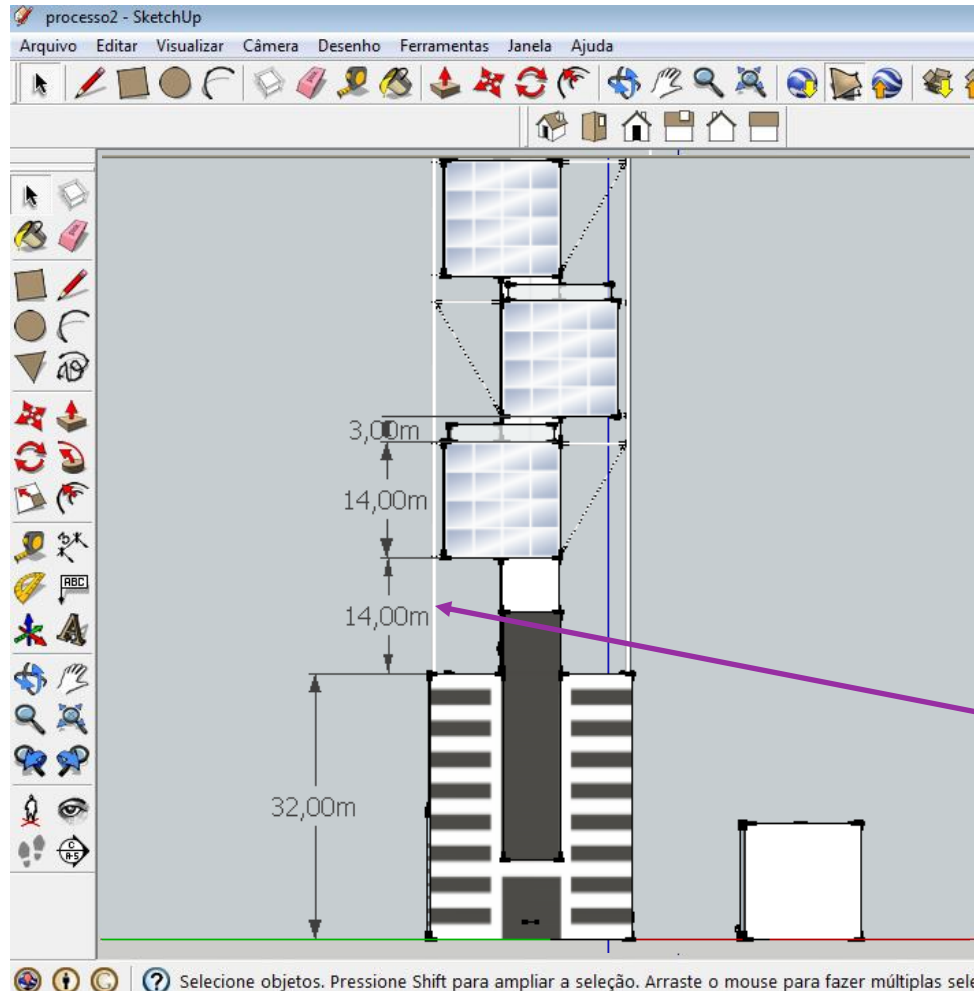 processo2 - SketchUp
Arquivo Editar Visualizar Câmera Desenho Ferramentas Janela Ajuda
3,00m
14,00m
ABC
14,00m
32,00m
Selecione objetos. Pressione Shift para ampliar a seleção. Arraste o mouse para fazer múltiplas sele